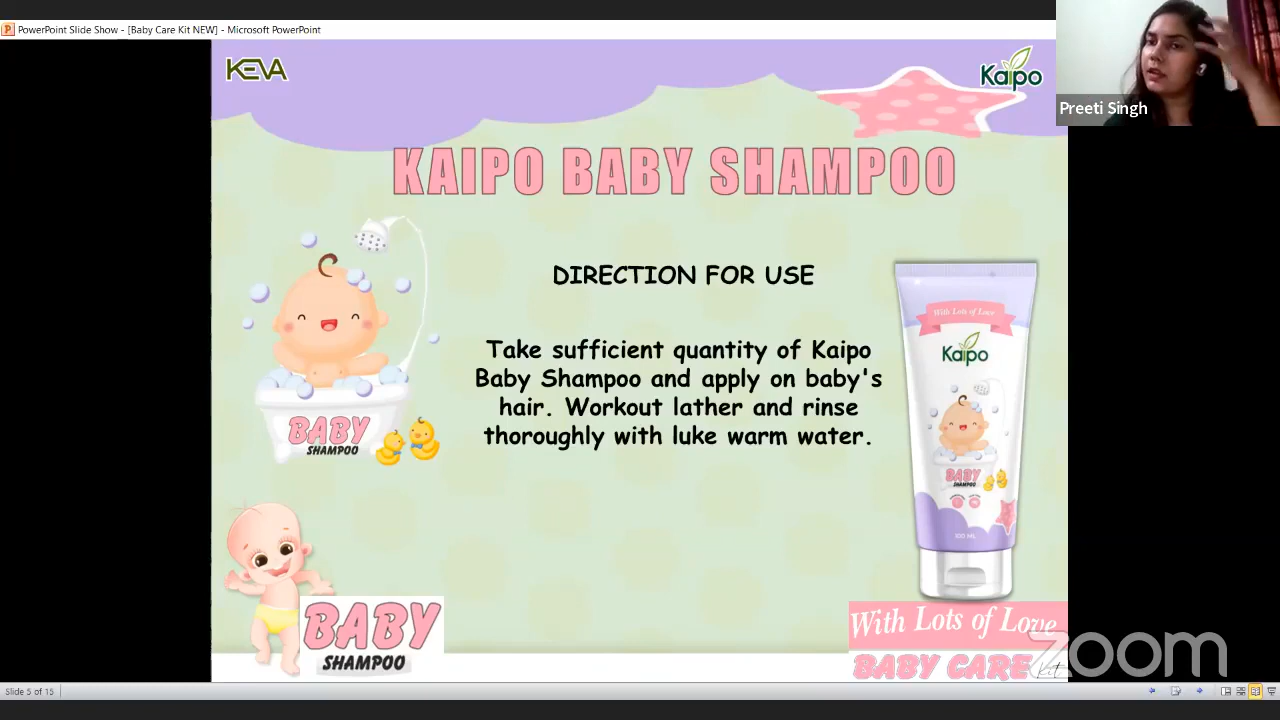 PowerPoint Slide Show - [Baby Care Kit NEW] - Microsoft PowerPoint
KEVA
Kaipo
Preeti Singh
KAIPO BABY SHAMPOO
DIRECTION FOR USE
Take sufficient quantity of Kaipo
Baby Shampoo and apply on baby's
hair. Workout lather and rinse
thoroughly with luke warm water.
BABY
SHAMPOO
With Lots of Love
Kaipo
BABY
SHAMPOO
100 ML
BABY
SHAMPOO
With Lots of Love
BABY CARE
Kit
zoom
Slide 5 of 15